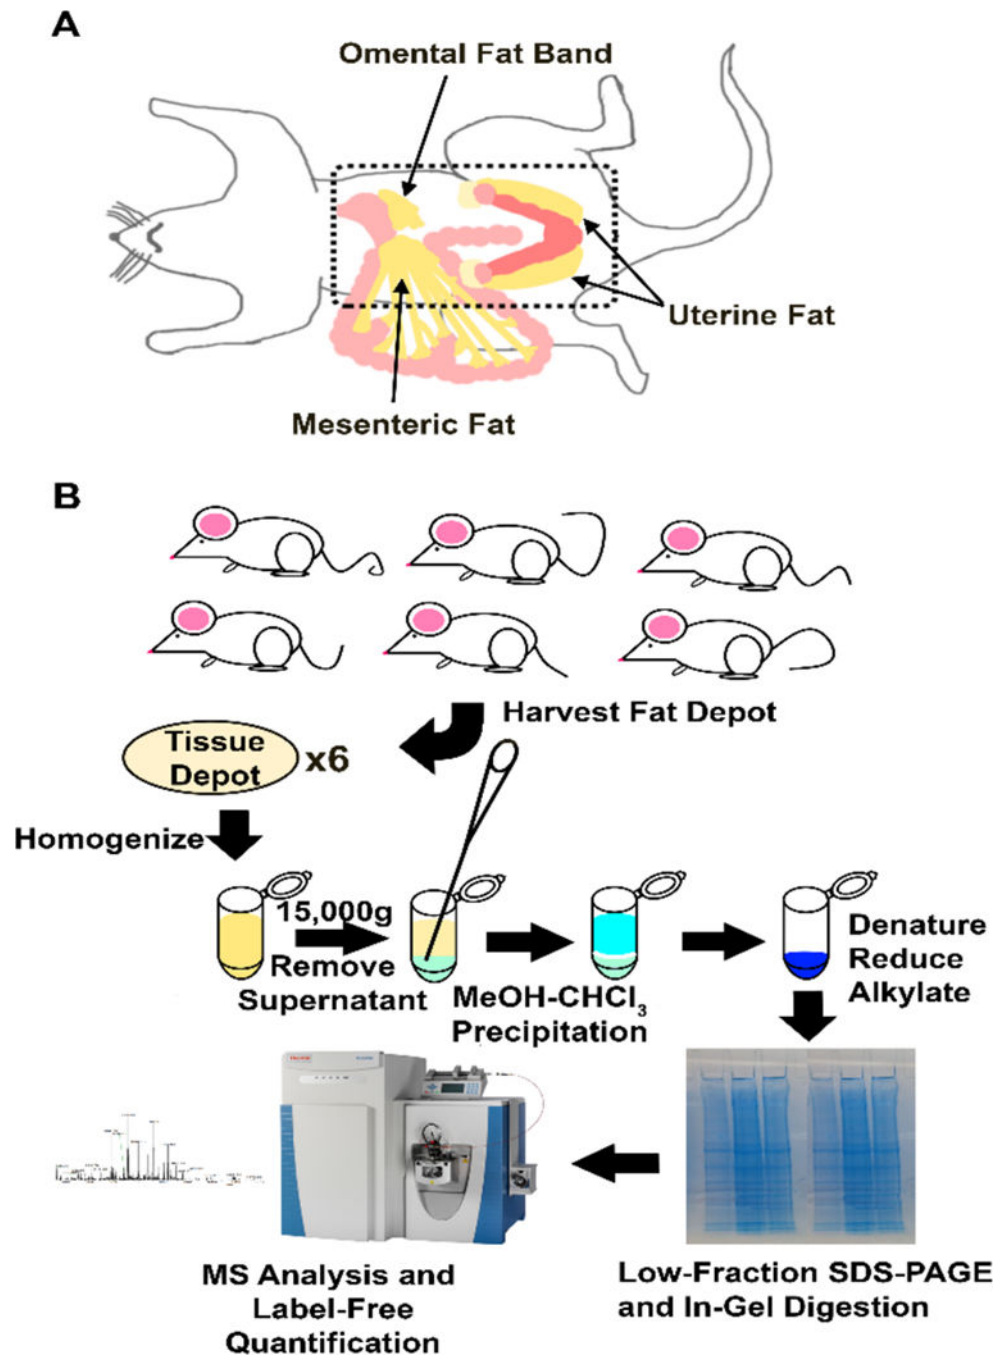 A
Omental Fat Band
Uterine Fat
Mesenteric Fat
B
Harvest Fat Depot
Tissue
Depot
x6
Homogenize
15,000g
Remove
Supernatant
MeOH-CHCl₃
Precipitation
Denature
Reduce
Alkylate
Low-Fraction SDS-PAGE
and In-Gel Digestion
MS Analysis and
Label-Free
Quantification